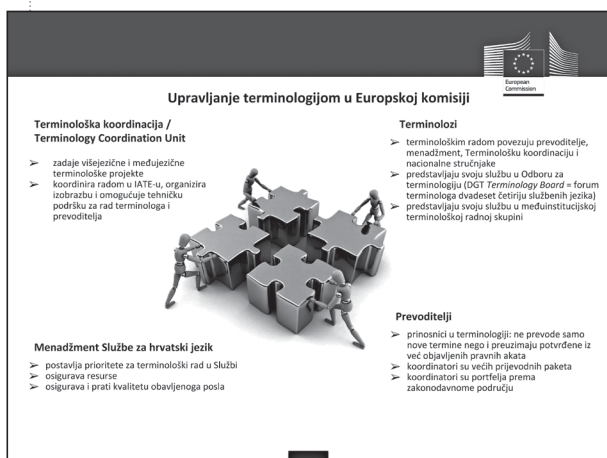 European
Commission
Upravljanje terminologijom u Europskoj komisiji
Terminološka koordinacija /
Terminology Coordination Unit
➢ zadaje višejezične i međujezične
terminološke projekte
➢ koordinira radom u IATE-u, organizira
izobrazbu i omogućuje tehničku
podršku za rad terminologa i
prevoditelja
Terminolozi
➢ terminološkim radom povezuju prevoditelje,
menadžment, Terminološku koordinaciju i
nacionalne stručnjake
➢ predstavljaju svoju službu u Odboru za
terminologiju (DGT Terminology Board = forum
terminologa dvadeset četiriju službenih jezika)
➢ predstavljaju svoju službu u međuinstitucijskoj
terminološkoj radnoj skupini
Menadžment Službe za hrvatski jezik
➢ postavlja prioritete za terminološki rad u Službi
➢ osigurava resurse
➢ osigurava i prati kvalitetu obavljenoga posla
Prevoditelji
➢ prinosnici u terminologiji: ne prevode samo
nove termine nego i preuzimaju potvrđene iz
već objavljenih pravnih akata
➢ koordinatori su većih prijevodnih paketa
➢ koordinatori su portfelja prema
zakonodavnome području